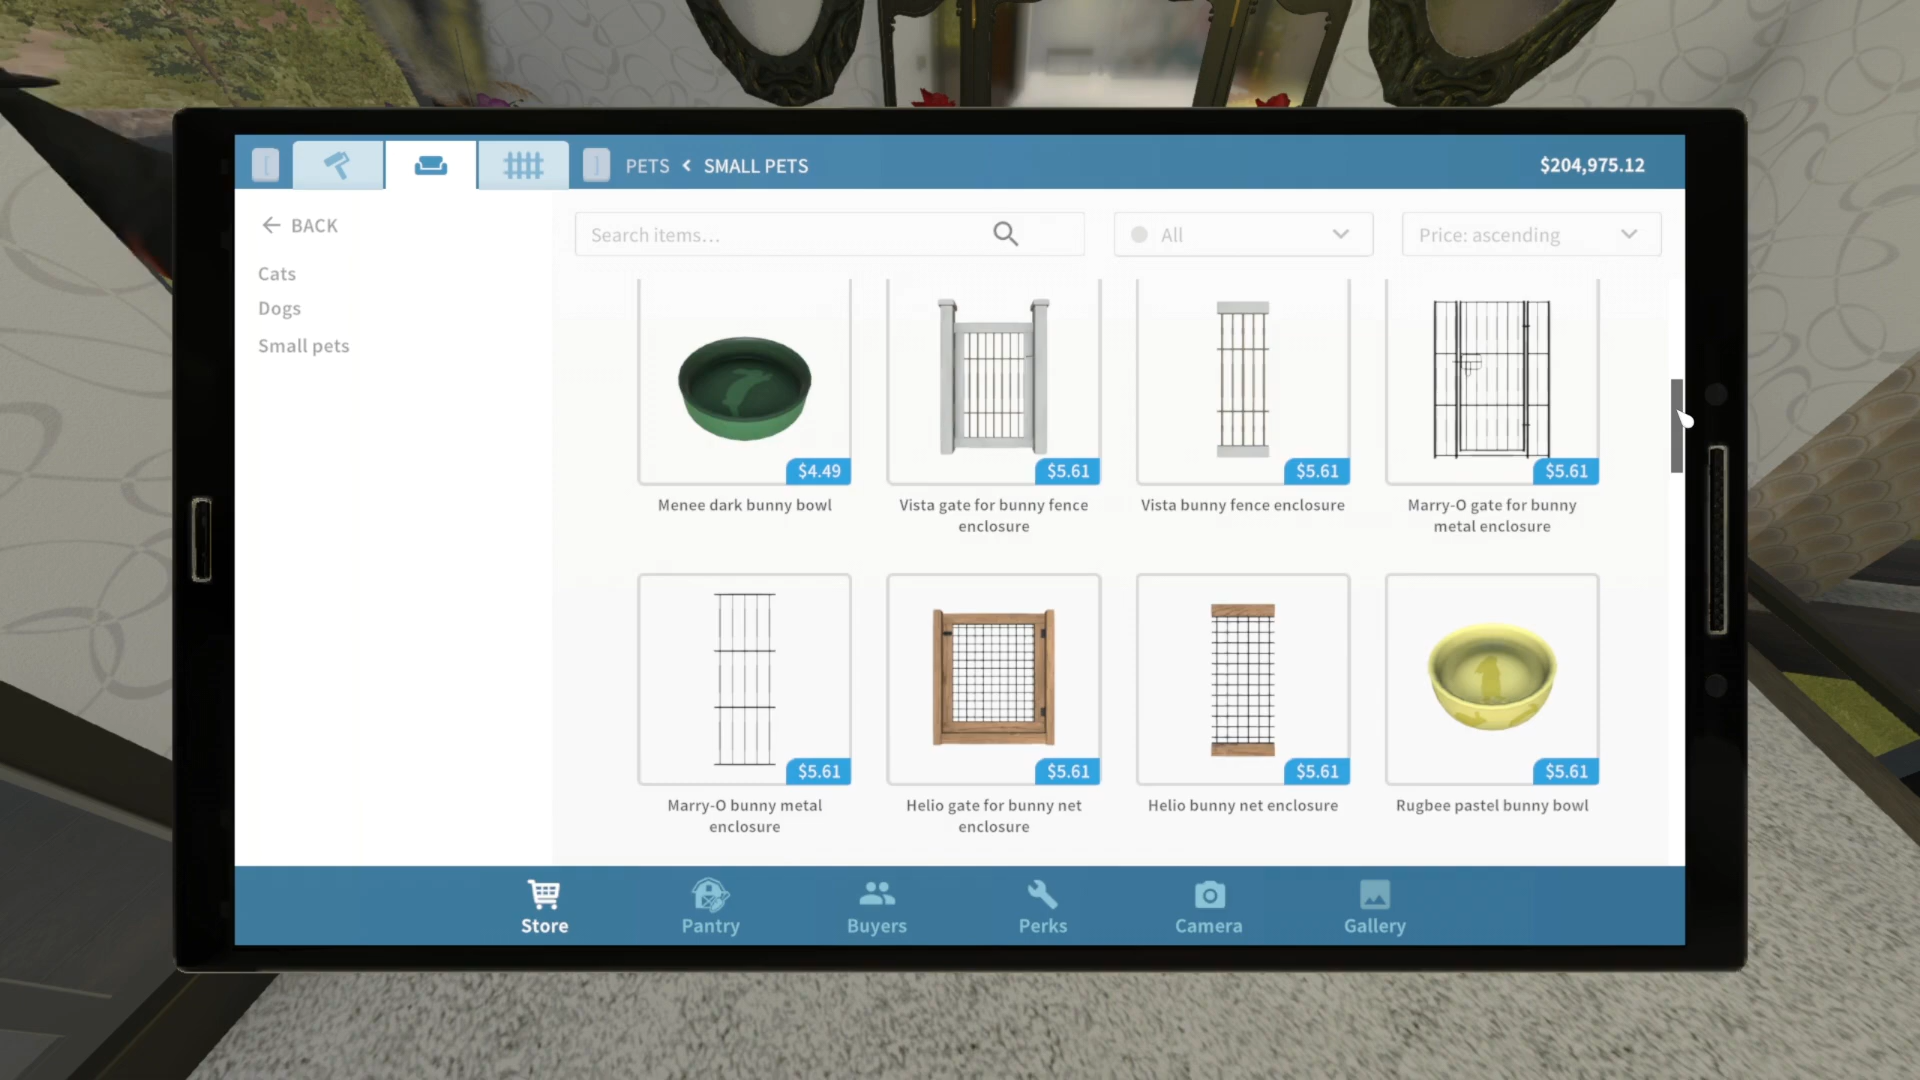 [
]
PETS < SMALL PETS
$204,975.12
BACK
Search items...
All
Price: ascending
Cats
Dogs
Small pets
$4.49
$5.61
$5.61
$5.61
Menee dark bunny bowl
Vista gate for bunny fence
enclosure
Vista bunny fence enclosure
Marry-O gate for bunny
metal enclosure
$5.61
$5.61
$5.61
$5.61
Marry-O bunny metal
enclosure
Helio gate for bunny net
enclosure
Helio bunny net enclosure
Rugbee pastel bunny bowl
Store
Pantry
Buyers
Perks
Camera
Gallery